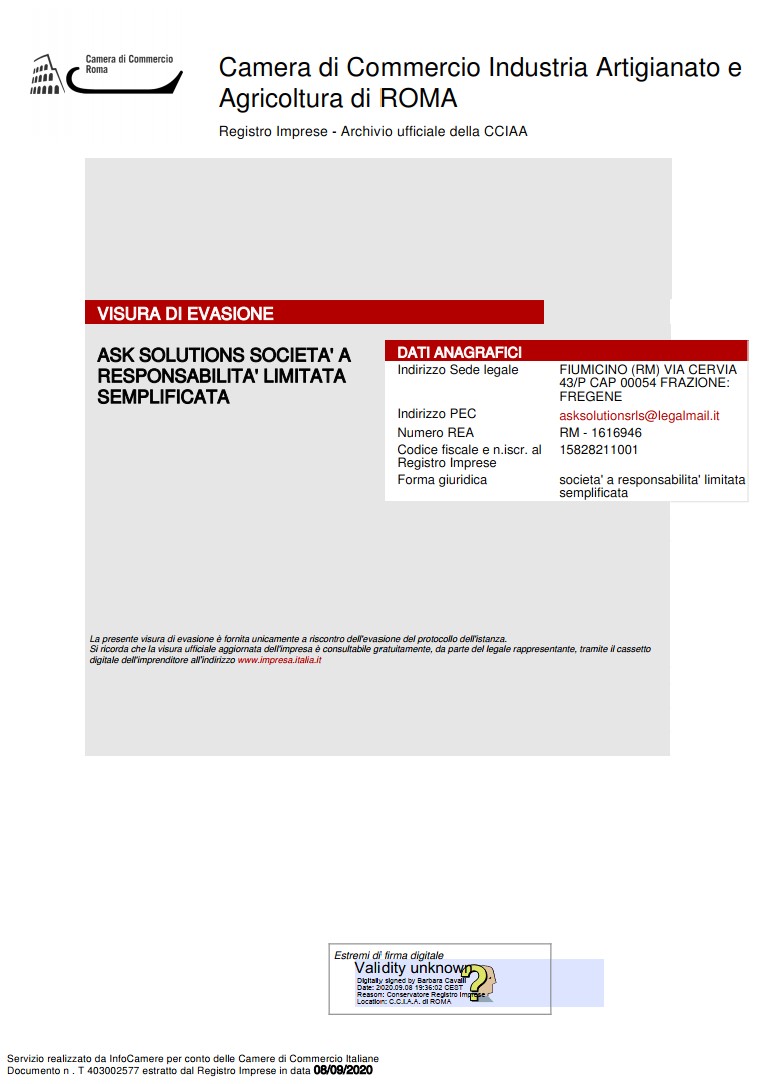 Camera di Commercio
Roma
Camera di Commercio Industria Artigianato e
Agricoltura di ROMA
Registro Imprese - Archivio ufficiale della CCIAA
VISURA DI EVASIONE
ASK SOLUTIONS SOCIETA' A
RESPONSABILITA' LIMITATA
SEMPLIFICATA
DATI ANAGRAFICI
Indirizzo Sede legale
FIUMICINO (RM) VIA CERVIA
43/P CAP 00054 FRAZIONE:
FREGENE
Indirizzo PEC
asksolutionsrls@legalmail.it
Numero REA
RM - 1616946
Codice fiscale e n.iscr. al
Registro Imprese
15828211001
Forma giuridica
societa' a responsabilita' limitata
semplificata
La presente visura di evasione è fornita unicamente a riscontro dell'evasione del protocollo dell'istanza.
Si ricorda che la visura ufficiale aggiornata dell'impresa è consultabile gratuitamente, da parte del legale rappresentante, tramite il cassetto
digitale dell'imprenditore all'indirizzo www.impresa.italia.it
Estremi di firma digitale
Validity unknown
Digitally signed by Barbara Cavalli
Date: 2020.09.08 19:36:02 CEST
Reason: Conservatore Registro Imprese
Location: C.C.I.A.A. di ROMA
Servizio realizzato da InfoCamere per conto delle Camere di Commercio Italiane
Documento n . T 403002577 estratto dal Registro Imprese in data 08/09/2020